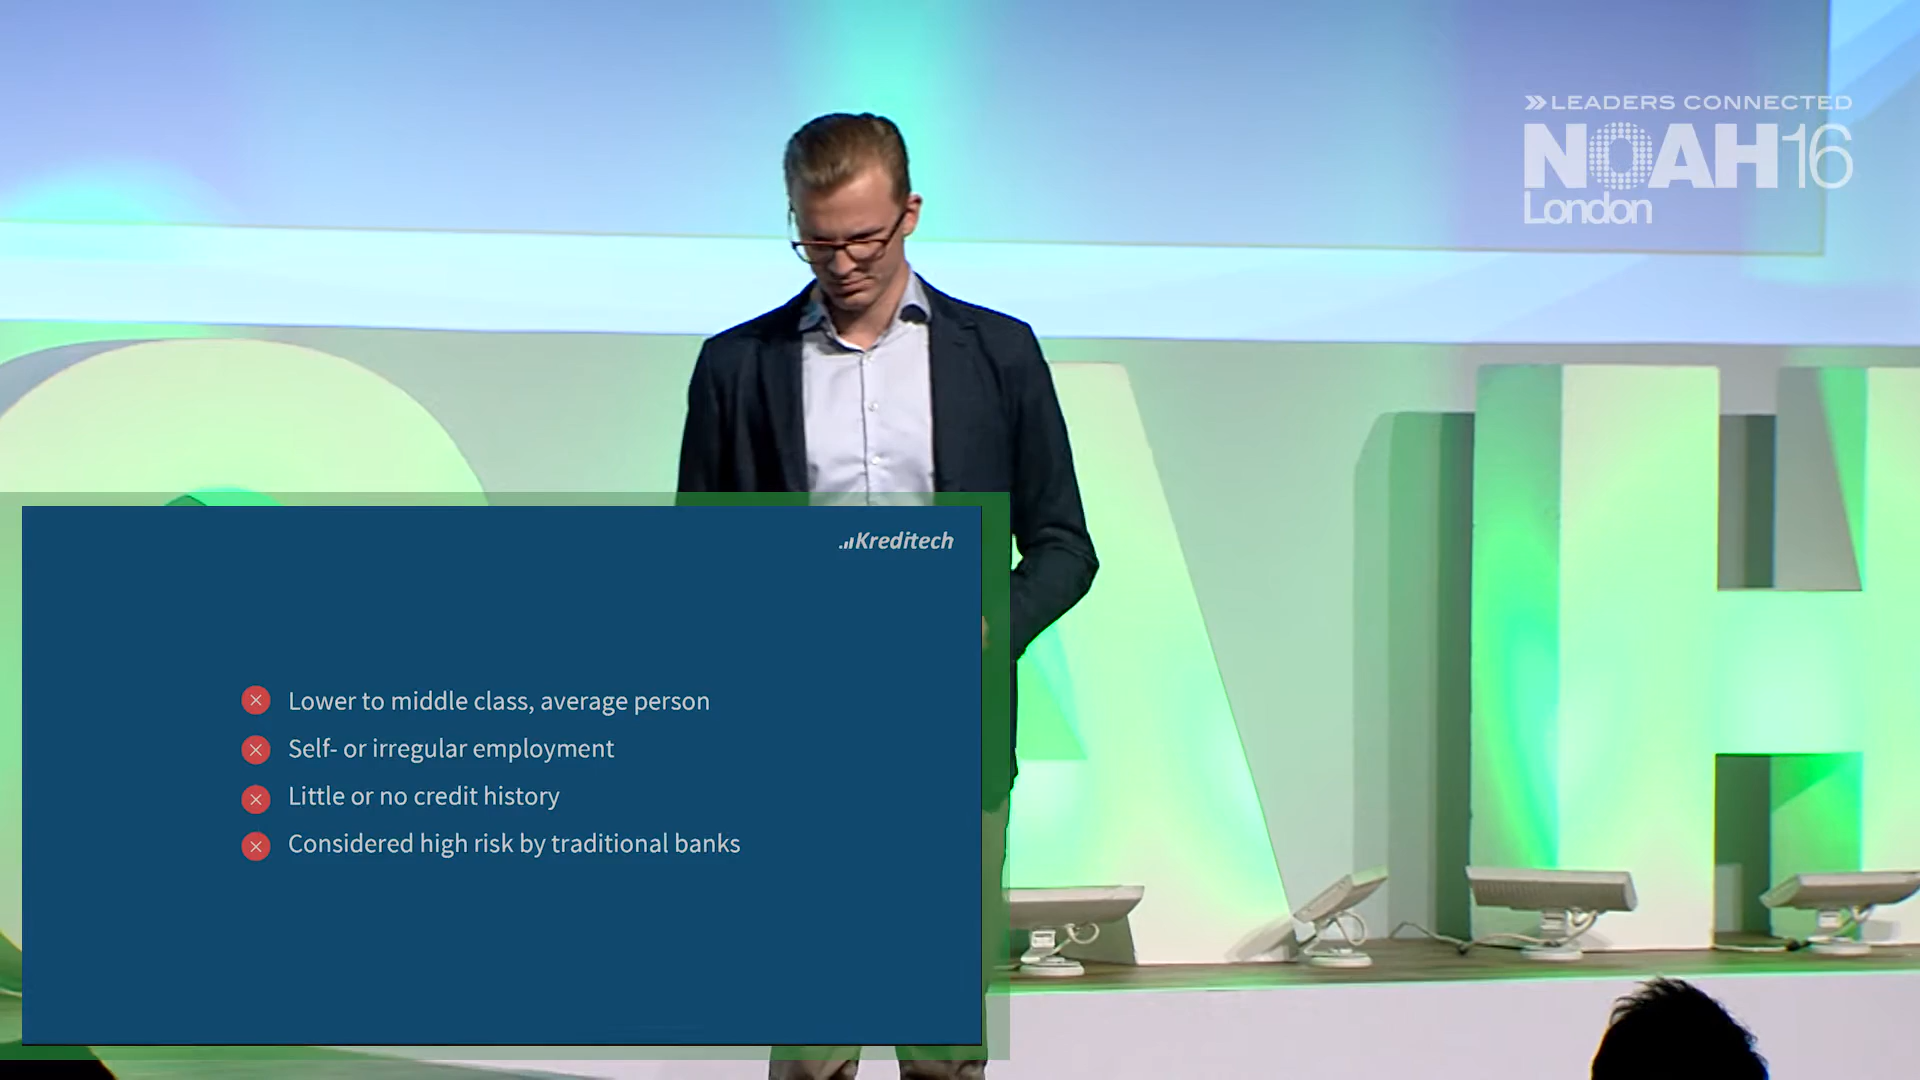 LEADERS CONNECTED
NOAH16
London
Kreditech
Lower to middle class, average person
Self- or irregular employment
Little or no credit history
Considered high risk by traditional banks